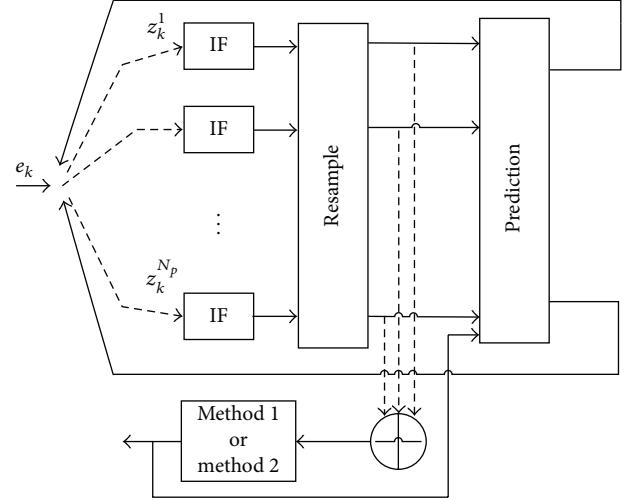 z_k^1
IF
IF
e_k
Resample
Prediction
⋮
z_k^{N_p}
IF
Method 1
or
method 2